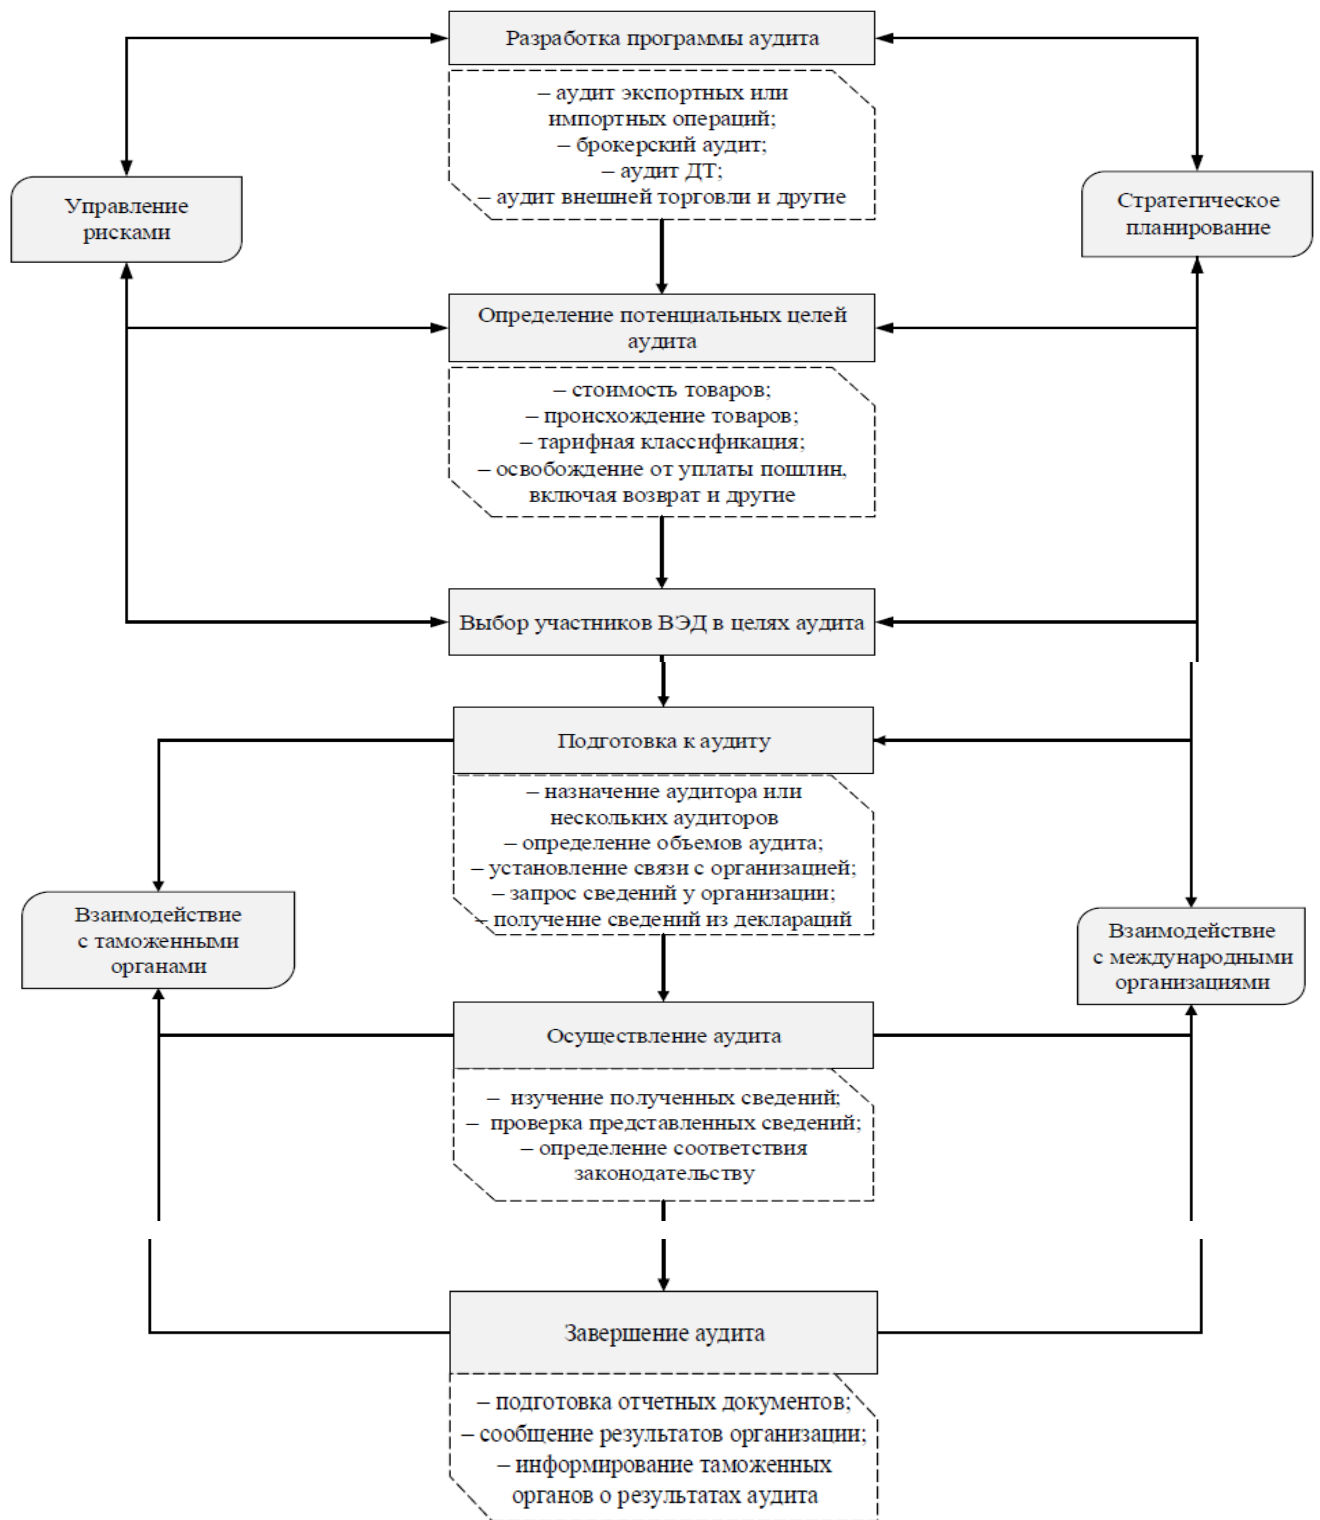 Разработка программы аудита
– аудит экспортных или
импортных операций;
– брокерский аудит;
– аудит ДТ;
– аудит внешней торговли и другие
Управление
рисками
Стратегическое
планирование
Определение потенциальных целей
аудита
– стоимость товаров;
– происхождение товаров;
– тарифная классификация;
– освобождение от уплаты пошлин,
включая возврат и другие
Выбор участников ВЭД в целях аудита
Подготовка к аудиту
– назначение аудитора или
нескольких аудиторов
– определение объемов аудита;
– установление связи с организацией;
– запрос сведений у организации;
– получение сведений из деклараций
Взаимодействие
с таможенными
органами
Взаимодействие
с международными
организациями
Осуществление аудита
– изучение полученных сведений;
– проверка представленных сведений;
– определение соответствия
законодательству
Завершение аудита
– подготовка отчетных документов;
– сообщение результатов организации;
– информирование таможенных
органов о результатах аудита